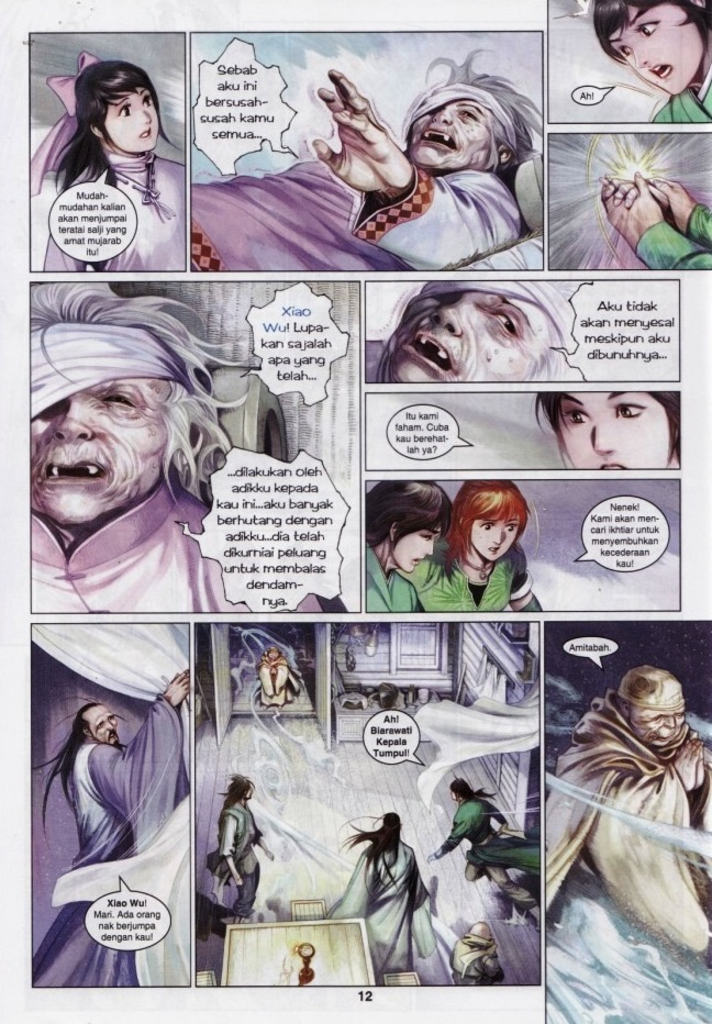 Mudah-
mudahan kalian
akan menjumpai
teratai salji yang
amat mujarab
ini!
Sebab
aku ini
bersusah-
susah kamu
semua...
Ah!
Xiao
Wu! Lupa-
kan sajalah
apa yang
telah...
...dilakukan oleh
adikku kepada
kau ini...aku banyak
berhutang dengan
adikku...dia telah
dikurniai peluang
untuk membalas
dendam-
nya.
Aku tidak
akan menyesal
meskipun aku
dibunuhnya...
Itu kami
faham. Cuba
kau berehat-
lah ya?
Nenek!
Kami akan men-
cari ikhtiar untuk
menyembuhkan
kecederaan
kau!
Xiao Wu!
Mari. Ada orang
nak berjumpa
dengan kau!
Ah!
Biarawati
Kepala
Tumpul!
Amitabah.
12